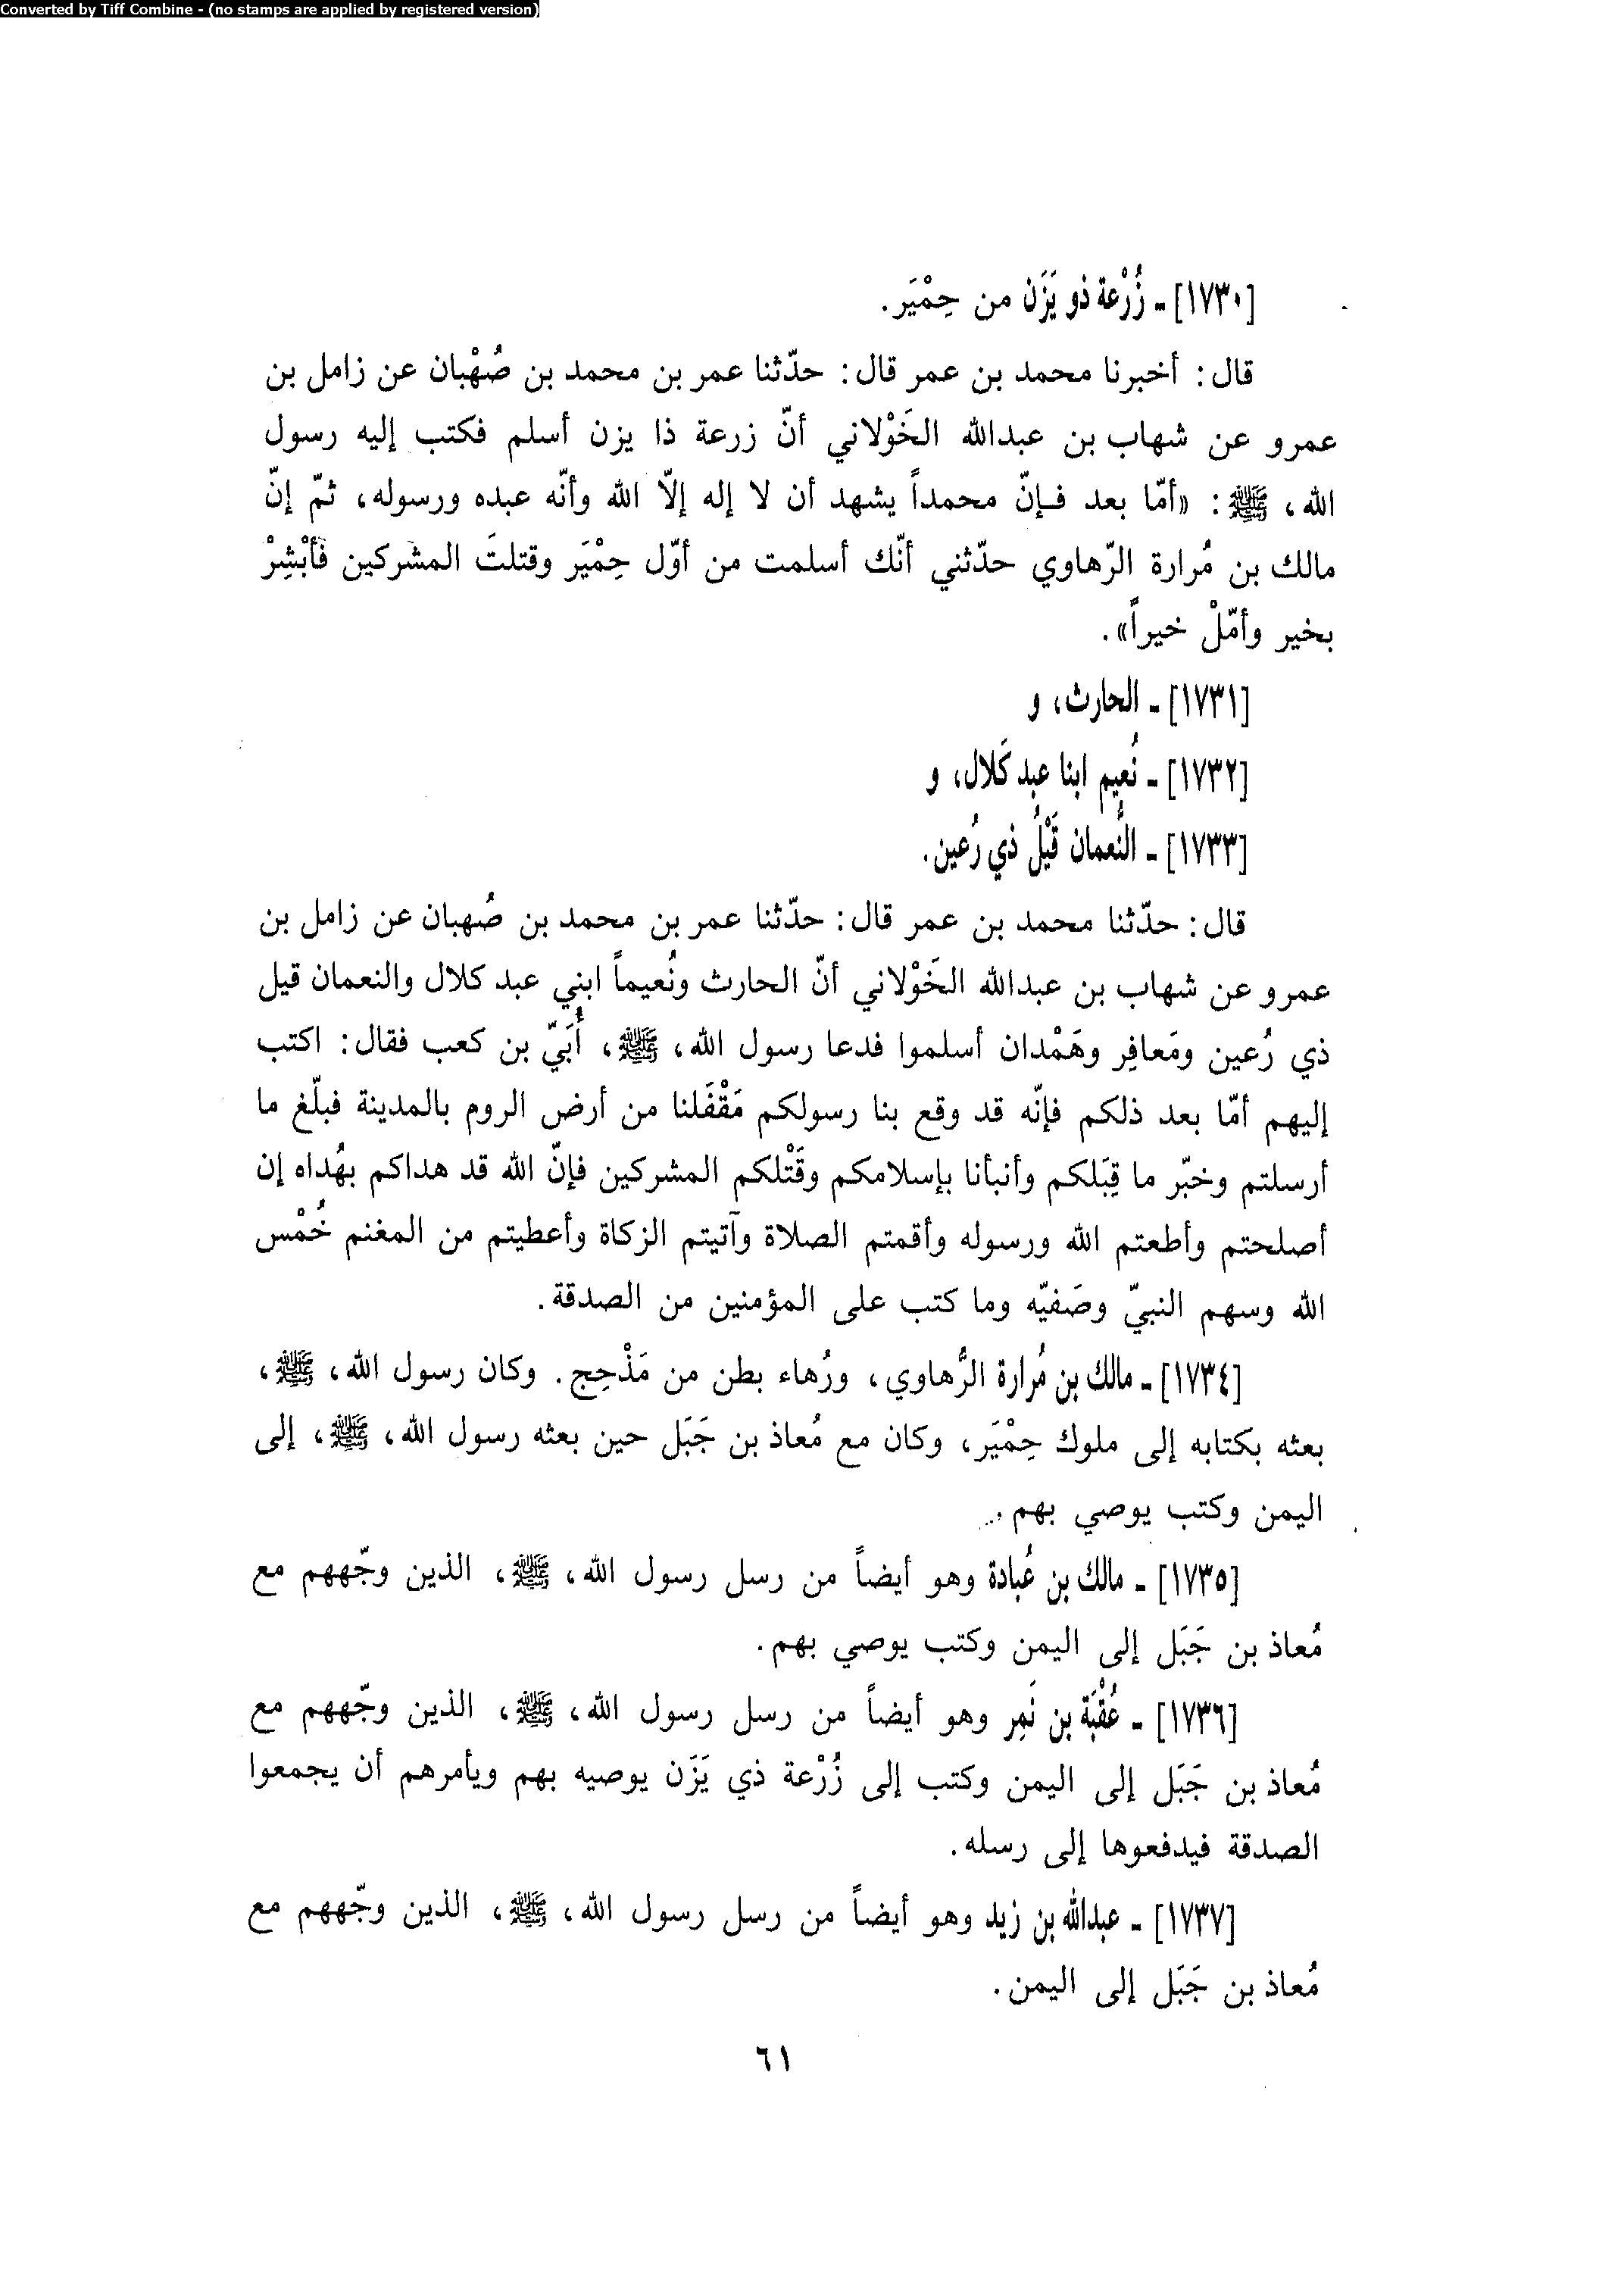 Converted by Tiff Combine - (no stamps are applied by registered version)
[١٧٣٠] ـ زُرْعة ذو يَزَن من حِمْيَر.
قال: أخبرنا محمد بن عمر قال: حدّثنا عمر بن محمد بن صُهْبان عن زامل بن
عمرو عن شهاب بن عبدالله الخَوْلاني أنّ زرعة ذا يزن أسلم فكتب إليه رسول
الله، ﷺ: «أمّا بعد فإنّ محمداً يشهد أن لا إله إلّا الله وأنّه عبده ورسوله، ثمّ إنّ
مالك بن مُرارة الرّهاوي حدّثني أنّك أسلمت من أوّل حِمْيَر وقتلتَ المشركين فَأَبْشِرْ
بخير وأمّلْ خيراً».
[١٧٣١] ـ الحارث، و
[١٧٣٢] ـ نُعيم ابنا عبد كَلال، و
[١٧٣٣] ـ النُّعمان قَيْلُ ذي رُعين.
قال: حدّثنا محمد بن عمر قال: حدّثنا عمر بن محمد بن صُهبان عن زامل بن
عمرو عن شهاب بن عبدالله الخَوْلاني أنّ الحارث ونُعيماً ابني عبد كلال والنعمان قيل
ذي رُعين ومَعافِر وهَمْدان أسلموا فدعا رسول الله، ﷺ، أُبَيّ بن كعب فقال: اكتب
إليهم أمّا بعد ذلكم فإنّه قد وقع بنا رسولكم مَقْفَلنا من أرض الروم بالمدينة فبلّغ ما
أرسلتم وخبّر ما قِبَلكم وأنبأنا بإسلامكم وقَتْلكم المشركين فإنّ الله قد هداكم بهُداه إن
أصلحتم وأطعتم الله ورسوله وأقمتم الصلاة وآتيتم الزكاة وأعطيتم من المغنم خُمْس
الله وسهم النبيّ وصَفيّه وما كتب على المؤمنين من الصدقة.
[١٧٣٤] ـ مالك بن مُرارة الرُّهاوي، ورُهاء بطن من مَذْحِج. وكان رسول الله، ﷺ،
بعثه بكتابه إلى ملوك حِمْيَر، وكان مع مُعاذ بن جَبَل حين بعثه رسول الله، ﷺ، إلى
اليمن وكتب يوصي بهم.
[١٧٣٥] ـ مالك بن عُبادة وهو أيضاً من رسل رسول الله، ﷺ، الذين وجّههم مع
مُعاذ بن جَبَل إلى اليمن وكتب يوصي بهم.
[١٧٣٦] ـ عُقْبَة بن نَمِر وهو أيضاً من رسل رسول الله، ﷺ، الذين وجّههم مع
مُعاذ بن جَبَل إلى اليمن وكتب إلى زُرْعة ذي يَزَن يوصيه بهم ويأمرهم أن يجمعوا
الصدقة فيدفعوها إلى رسله.
[١٧٣٧] ـ عبدالله بن زيد وهو أيضاً من رسل رسول الله، ﷺ، الذين وجّههم مع
مُعاذ بن جَبَل إلى اليمن.
٦١